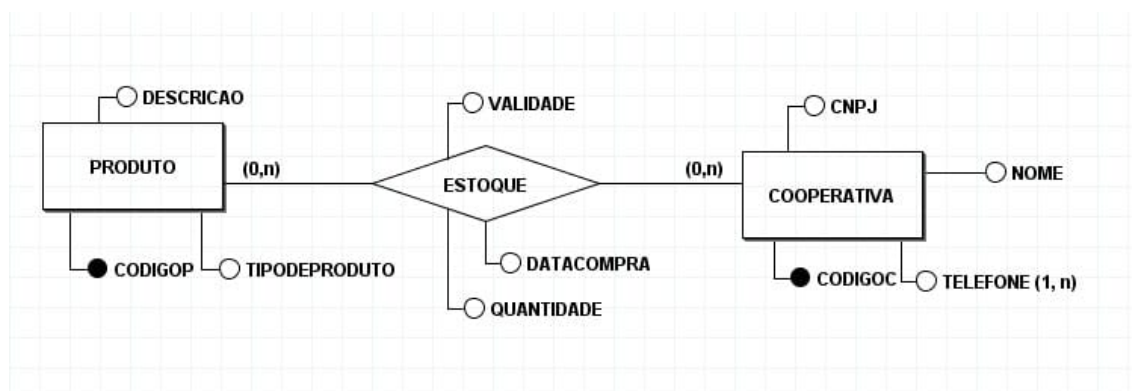 DESCRICAO
PRODUTO
(0,n)
CODIGOP
TIPODEPRODUTO
VALIDADE
ESTOQUE
DATACOMPRA
QUANTIDADE
(0,n)
CNPJ
COOPERATIVA
NOME
CODIGOC
TELEFONE (1, n)